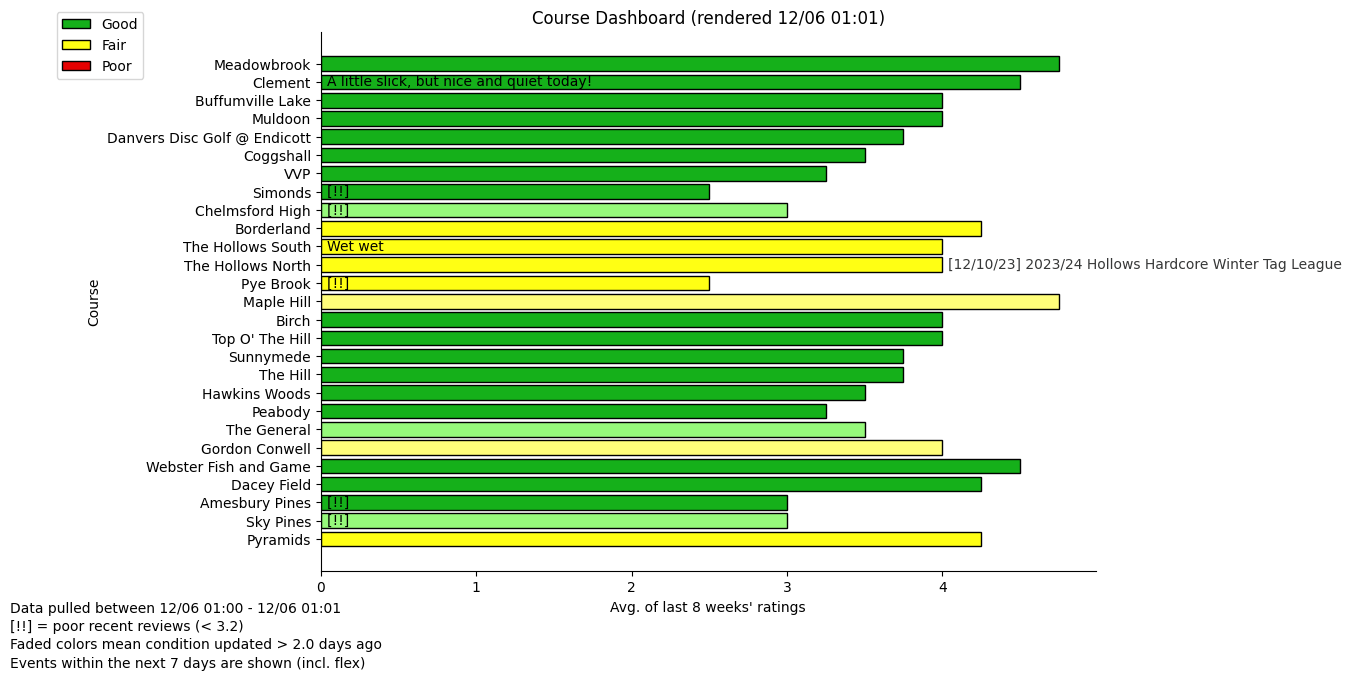 Course Dashboard (rendered 12/06 01:01)
Good
Fair
Poor
Meadowbrook
Clement
A little slick, but nice and quiet today!
Buffumville Lake
Muldoon
Danvers Disc Golf @ Endicott
Coggshall
VVP
Simonds
[!!]
Chelmsford High
[!!]
Borderland
The Hollows South
Wet wet
The Hollows North
[12/10/23] 2023/24 Hollows Hardcore Winter Tag League
Pye Brook
[!!]
Maple Hill
Birch
Top O' The Hill
Sunnymede
The Hill
Hawkins Woods
Peabody
The General
Gordon Conwell
Webster Fish and Game
Dacey Field
Amesbury Pines
[!!]
Sky Pines
[!!]
Pyramids
Course
0 1 2 3 4
Avg. of last 8 weeks' ratings
Data pulled between 12/06 01:00 - 12/06 01:01
[!!] = poor recent reviews (< 3.2)
Faded colors mean condition updated > 2.0 days ago
Events within the next 7 days are shown (incl. flex)